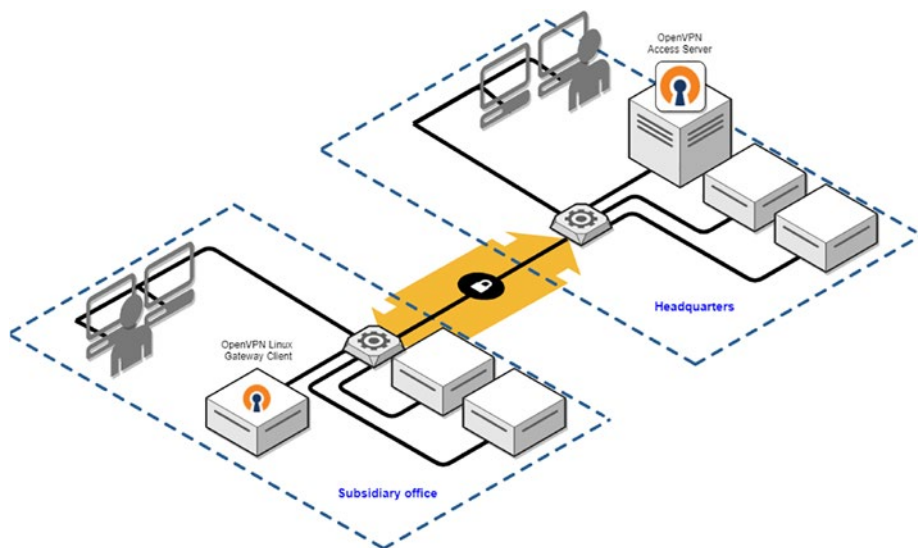 OpenVPN
Access Server
Headquarters
OpenVPN Linux
Gateway Client
Subsidiary office